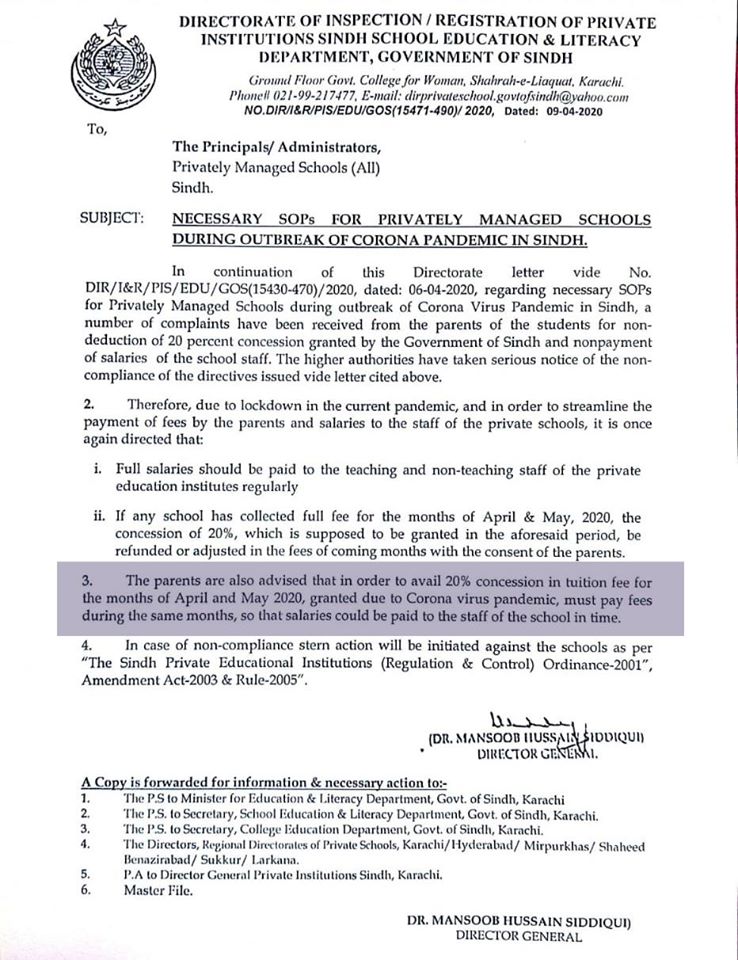 DIRECTORATE OF INSPECTION / REGISTRATION OF PRIVATE
INSTITUTIONS SINDH SCHOOL EDUCATION & LITERACY
DEPARTMENT, GOVERNMENT OF SINDH
Ground Floor Govt. College for Woman, Shahrah-e-Liaquat, Karachi.
Phone# 021-99-217477, E-mail: dirprivateschool.govtofsindh@yahoo.com
NO.DIR/I&R/PIS/EDU/GOS(15471-490)/ 2020, Dated: 09-04-2020
To,
The Principals/ Administrators,
Privately Managed Schools (All)
Sindh.
SUBJECT: NECESSARY SOPs FOR PRIVATELY MANAGED SCHOOLS
DURING OUTBREAK OF CORONA PANDEMIC IN SINDH.
In continuation of this Directorate letter vide No.
DIR/I&R/PIS/EDU/GOS(15430-470)/2020, dated: 06-04-2020, regarding necessary SOPs
for Privately Managed Schools during outbreak of Corona Virus Pandemic in Sindh, a
number of complaints have been received from the parents of the students for non-
deduction of 20 percent concession granted by the Government of Sindh and nonpayment
of salaries of the school staff. The higher authorities have taken serious notice of the non-
compliance of the directives issued vide letter cited above.
2. Therefore, due to lockdown in the current pandemic, and in order to streamline the
payment of fees by the parents and salaries to the staff of the private schools, it is once
again directed that:
i. Full salaries should be paid to the teaching and non-teaching staff of the private
education institutes regularly
ii. If any school has collected full fee for the months of April & May, 2020, the
concession of 20%, which is supposed to be granted in the aforesaid period, be
refunded or adjusted in the fees of coming months with the consent of the parents.
3. The parents are also advised that in order to avail 20% concession in tuition fee for
the months of April and May 2020, granted due to Corona virus pandemic, must pay fees
during the same months, so that salaries could be paid to the staff of the school in time.
4. In case of non-compliance stern action will be initiated against the schools as per
"The Sindh Private Educational Institutions (Regulation & Control) Ordinance-2001",
Amendment Act-2003 & Rule-2005".
(DR. MANSOOB HUSSAIN SIDDIQUI)
DIRECTOR GENERAL.
A Copy is forwarded for information & necessary action to:-
1. The P.S to Minister for Education & Literacy Department, Govt. of Sindh, Karachi
2. The P.S. to Secretary, School Education & Literacy Department, Govt. of Sindh, Karachi.
3. The P.S. to Secretary, College Education Department, Govt. of Sindh, Karachi.
4. The Directors, Regional Directorates of Private Schools, Karachi/Hyderabad/ Mirpurkhas/ Shaheed
Benazirabad/ Sukkur/ Larkana.
5. P.A to Director General Private Institutions Sindh, Karachi.
6. Master File.
DR. MANSOOB HUSSAIN SIDDIQUI)
DIRECTOR GENERAL